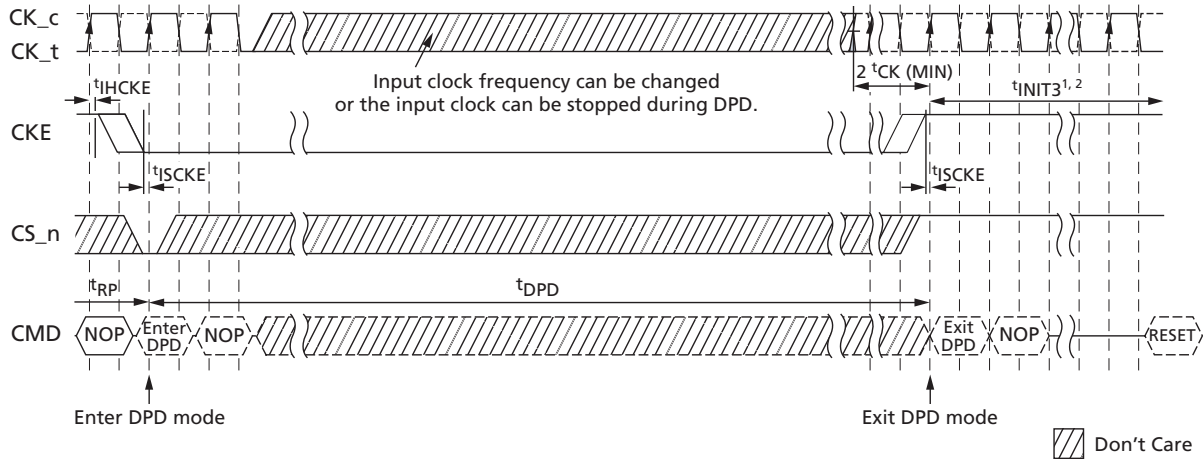 CK_c
CK_t
Input clock frequency can be changed
or the input clock can be stopped during DPD.
2 tCK (MIN)
tINIT31, 2
tIHCKE
CKE
tISCKE
tISCKE
CS_n
tRP
tDPD
CMD
NOP
Enter
DPD
NOP
Exit
DPD
NOP
RESET
Enter DPD mode
Exit DPD mode
Don't Care